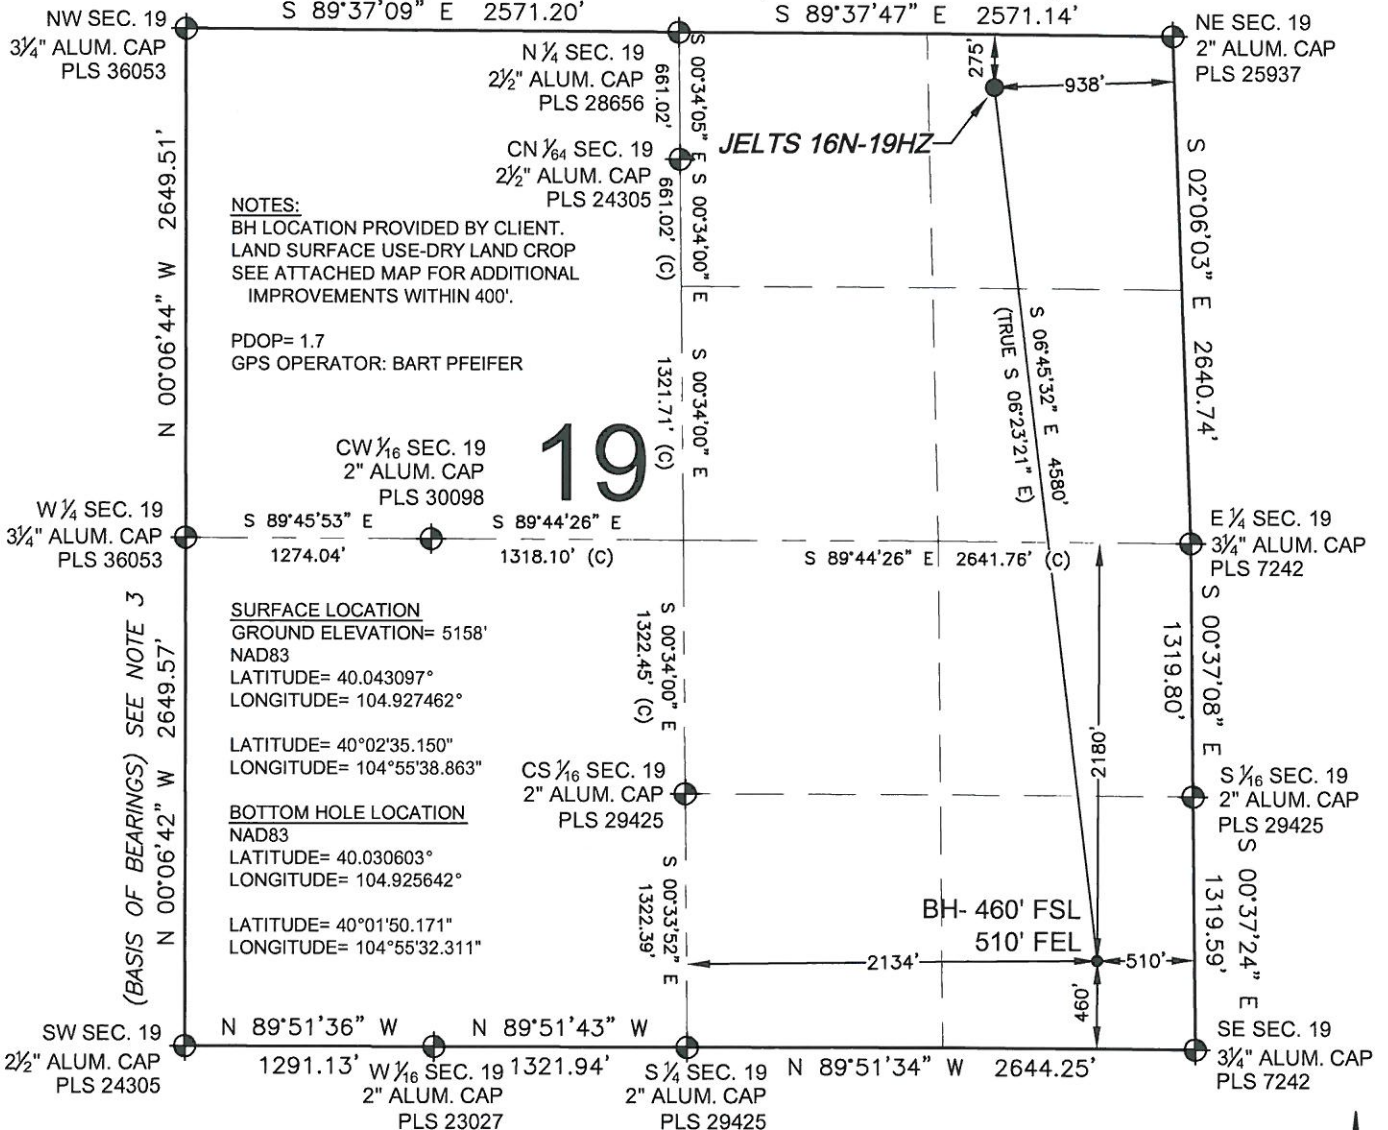 S 89°37'09" E 2571.20'
S 89°37'47" E 2571.14'
NW SEC. 19
3¼" ALUM. CAP
PLS 36053
N ¼ SEC. 19
2½" ALUM. CAP
PLS 28656
NE SEC. 19
2" ALUM. CAP
PLS 25937
275'
938'
JELTS 16N-19HZ
S 00°34'05" E
661.02'
CN 1/64 SEC. 19
2½" ALUM. CAP
PLS 24305
S 00°34'00" E
661.02' (C)
N 00°06'44" W 2649.51'
S 02°06'03" E 2640.74'
NOTES:
BH LOCATION PROVIDED BY CLIENT.
LAND SURFACE USE-DRY LAND CROP
SEE ATTACHED MAP FOR ADDITIONAL
IMPROVEMENTS WITHIN 400'.
PDOP= 1.7
GPS OPERATOR: BART PFEIFER
S 00°34'00" E
1321.71' (C)
S 06°45'32" E 4580'
(TRUE S 06°23'21" E)
19
CW 1/16 SEC. 19
2" ALUM. CAP
PLS 30098
W ¼ SEC. 19
3¼" ALUM. CAP
PLS 36053
S 89°45'53" E
1274.04'
S 89°44'26" E
1318.10' (C)
S 89°44'26" E 2641.76' (C)
E ¼ SEC. 19
3¼" ALUM. CAP
PLS 7242
SURFACE LOCATION
GROUND ELEVATION= 5158'
NAD83
LATITUDE= 40.043097°
LONGITUDE= 104.927462°
LATITUDE= 40°02'35.150"
LONGITUDE= 104°55'38.863"
BOTTOM HOLE LOCATION
NAD83
LATITUDE= 40.030603°
LONGITUDE= 104.925642°
LATITUDE= 40°01'50.171"
LONGITUDE= 104°55'32.311"
(BASIS OF BEARINGS) SEE NOTE 3
N 00°06'42" W 2649.57'
S 00°34'00" E
1322.45' (C)
S 00°37'08" E
1319.80'
2180'
CS 1/16 SEC. 19
2" ALUM. CAP
PLS 29425
S 1/16 SEC. 19
2" ALUM. CAP
PLS 29425
S 00°33'52" E
1322.39'
S 00°37'24" E
1319.59'
BH- 460' FSL
510' FEL
2134'
510'
460'
SW SEC. 19
2½" ALUM. CAP
PLS 24305
N 89°51'36" W
1291.13'
W 1/16 SEC. 19
2" ALUM. CAP
PLS 23027
N 89°51'43" W
1321.94'
S ¼ SEC. 19
2" ALUM. CAP
PLS 29425
N 89°51'34" W 2644.25'
SE SEC. 19
3¼" ALUM. CAP
PLS 7242